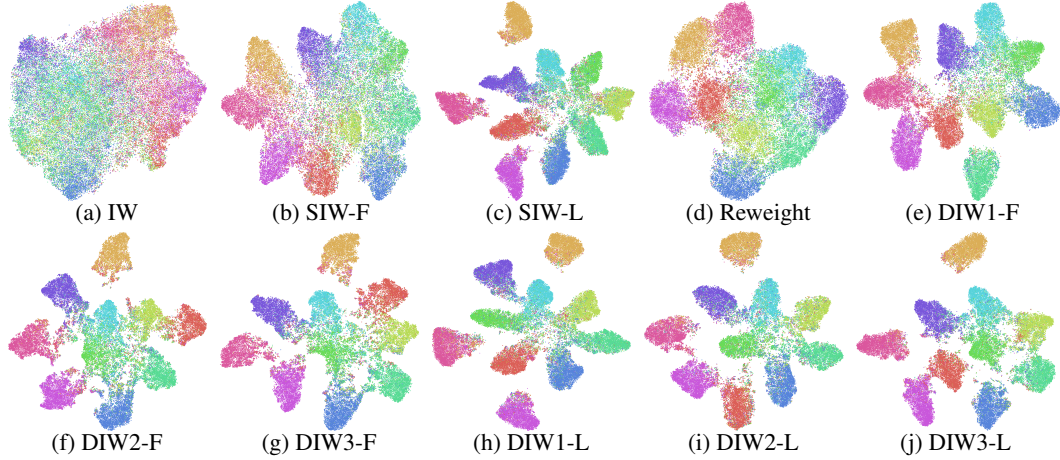 (a) IW
(b) SIW-F
(c) SIW-L
(d) Reweight
(e) DIW1-F
(f) DIW2-F
(g) DIW3-F
(h) DIW1-L
(i) DIW2-L
(j) DIW3-L